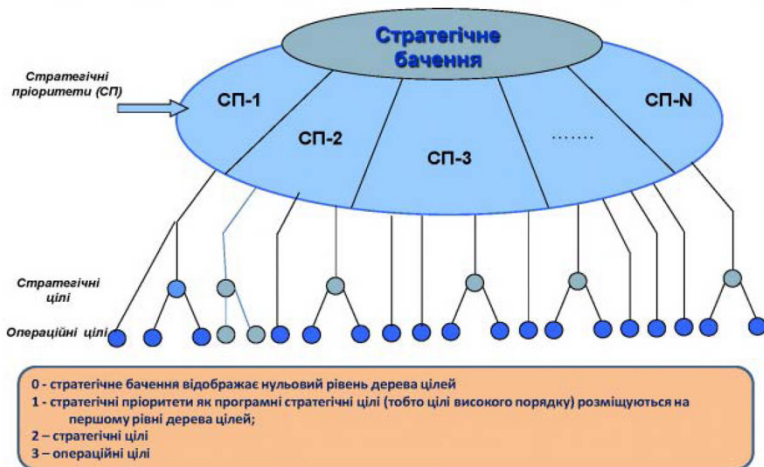 Стратегічне
бачення
Стратегічні
пріоритети (СП)
СП-1
СП-2
СП-3
.......
СП-N
Стратегічні
цілі
Операційні цілі
0 - стратегічне бачення відображає нульовий рівень дерева цілей
1 - стратегічні пріоритети як програмні стратегічні цілі (тобто цілі високого порядку) розміщуються на
першому рівні дерева цілей;
2 – стратегічні цілі
3 – операційні цілі